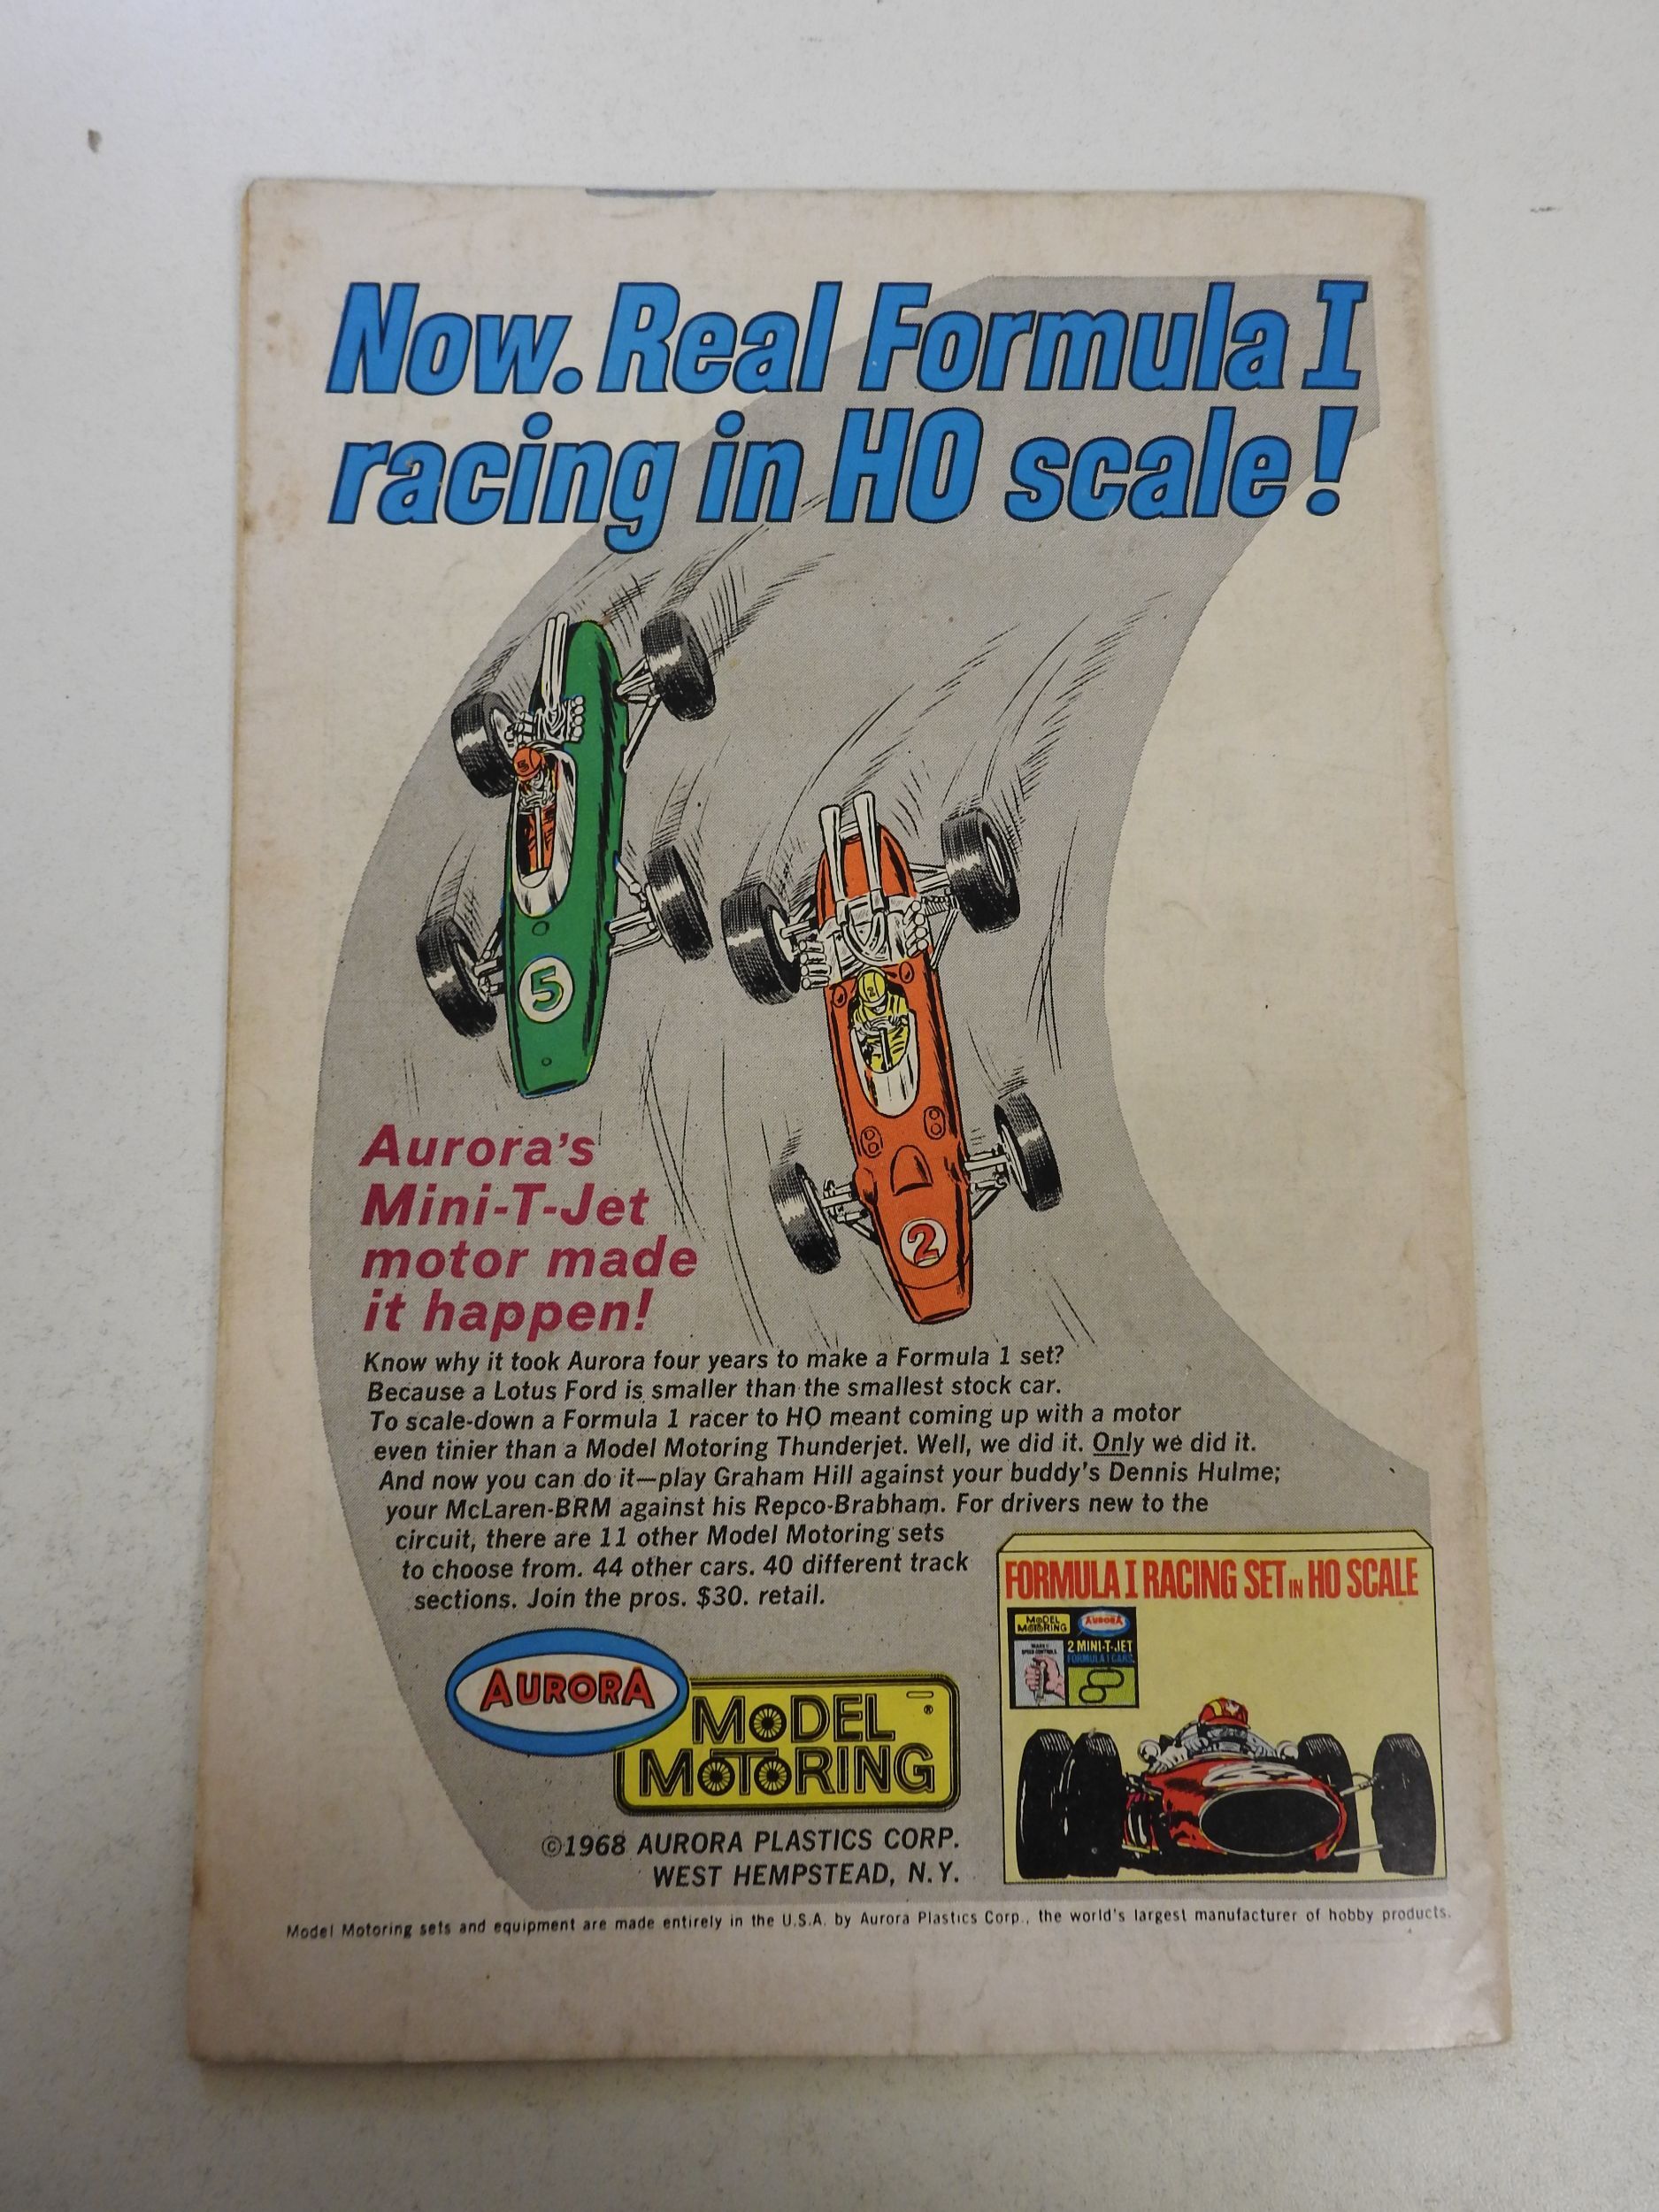 Now. Real Formula I
racing in HO scale!
5
5
2
2
Aurora's
Mini-T-Jet
motor made
it happen!
Know why it took Aurora four years to make a Formula 1 set?
Because a Lotus Ford is smaller than the smallest stock car.
To scale-down a Formula 1 racer to HO meant coming up with a motor
even tinier than a Model Motoring Thunderjet. Well, we did it. Only we did it.
And now you can do it—play Graham Hill against your buddy's Dennis Hulme;
your McLaren-BRM against his Repco-Brabham. For drivers new to the
circuit, there are 11 other Model Motoring sets
to choose from. 44 other cars. 40 different track
sections. Join the pros. $30. retail.
FORMULA I RACING SET IN HO SCALE
MODEL
MOTORING
AURORA
2 MINI-T-JET
FORMULA I CARS
AURORA
MODEL ®
MOTORING
©1968 AURORA PLASTICS CORP.
WEST HEMPSTEAD, N.Y.
Model Motoring sets and equipment are made entirely in the U.S.A. by Aurora Plastics Corp., the world's largest manufacturer of hobby products.